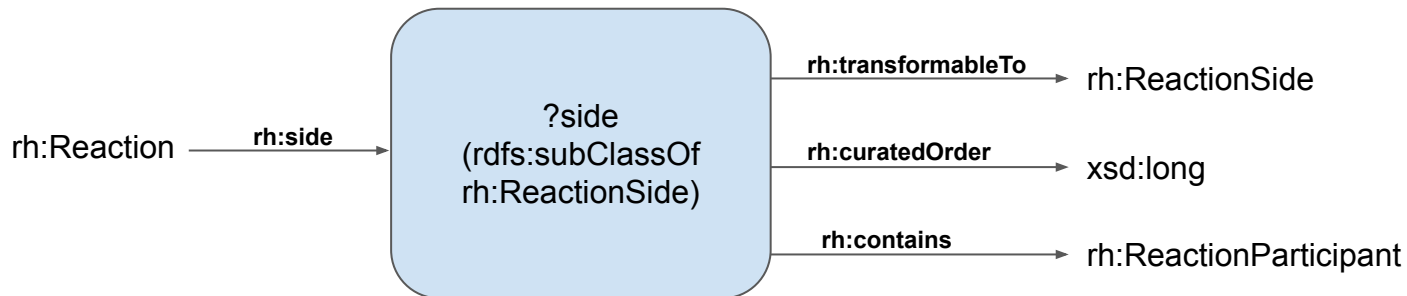 rh:Reaction
rh:side
?side
(rdfs:subClassOf
rh:ReactionSide)
rh:transformableTo
rh:ReactionSide
rh:curatedOrder
xsd:long
rh:contains
rh:ReactionParticipant